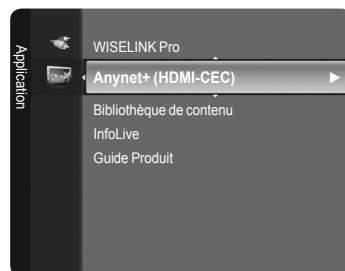 Application
WISELINK Pro
Anynet+ (HDMI-CEC)
Bibliothèque de contenu
InfoLive
Guide Produit